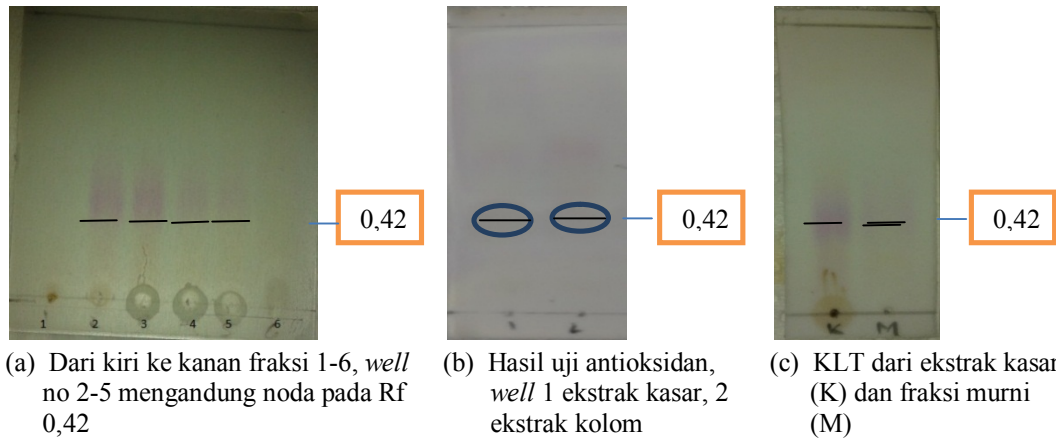 0,42
0,42
0,42
1 2 3 4 5 6
1 2
K M
(a) Dari kiri ke kanan fraksi 1-6, well
no 2-5 mengandung noda pada Rf
0,42
(b) Hasil uji antioksidan,
well 1 ekstrak kasar, 2
ekstrak kolom
(c) KLT dari ekstrak kasar
(K) dan fraksi murni
(M)